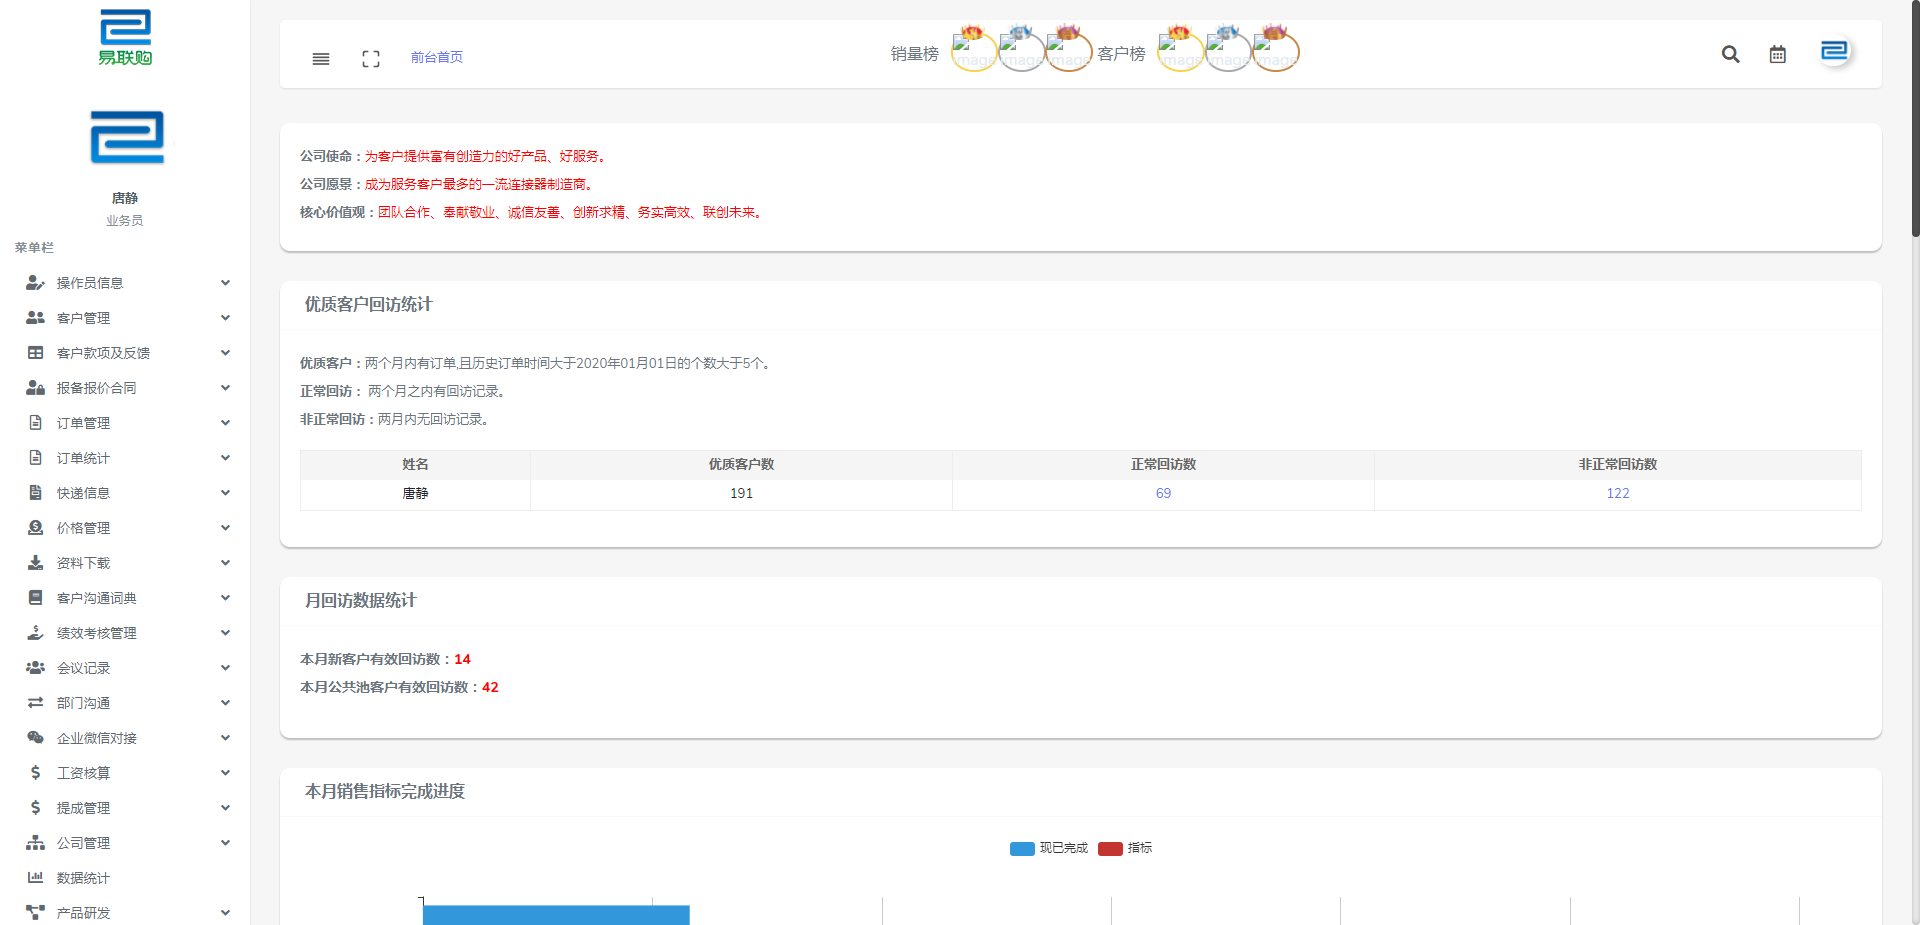 易联购
唐静
业务员
菜单栏
操作员信息
客户管理
客户款项及反馈
报备报价合同
订单管理
订单统计
快递信息
价格管理
资料下载
客户沟通词典
绩效考核管理
会议记录
部门沟通
企业微信对接
工资核算
提成管理
公司管理
数据统计
产品研发
前台首页
销量榜 image image image 客户榜 image image image
公司使命：为客户提供富有创造力的好产品、好服务。
公司愿景：成为服务客户最多的一流连接器制造商。
核心价值观：团队合作、奉献敬业、诚信友善、创新求精、务实高效、联创未来。
优质客户回访统计
优质客户：两个月内有订单,且历史订单时间大于2020年01月01日的个数大于5个。
正常回访： 两个月之内有回访记录。
非正常回访：两月内无回访记录。
姓名 优质客户数 正常回访数 非正常回访数
唐静 191 69 122
月回访数据统计
本月新客户有效回访数：14
本月公共池客户有效回访数：42
本月销售指标完成进度
现已完成 指标